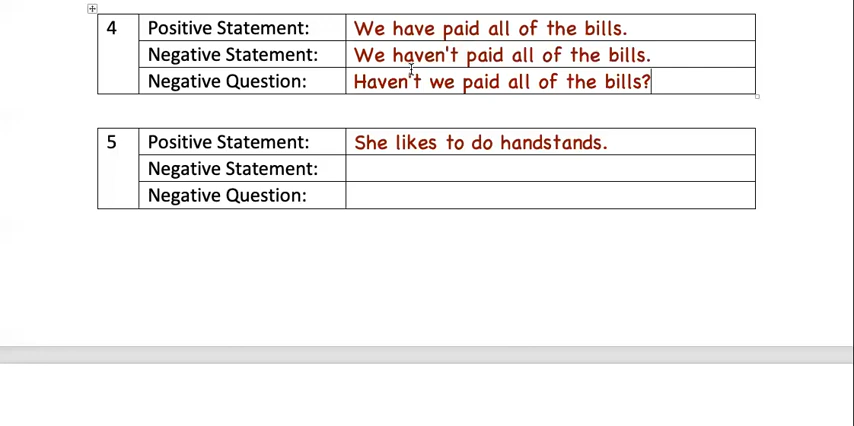 4 Positive Statement: We have paid all of the bills.
Negative Statement: We haven't paid all of the bills.
Negative Question: Haven't we paid all of the bills?
5 Positive Statement: She likes to do handstands.
Negative Statement:
Negative Question: